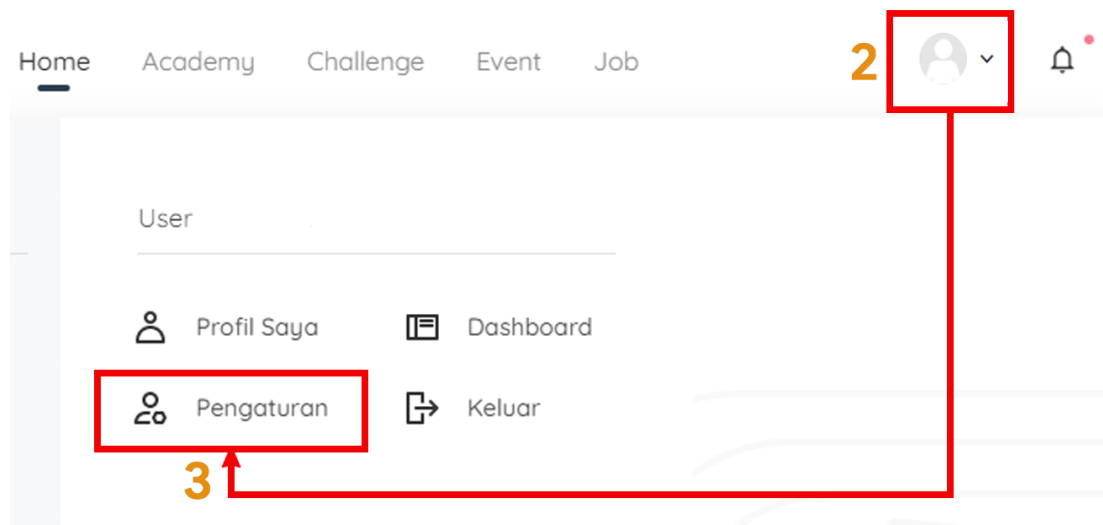 Home Academy Challenge Event Job 2
User
Profil Saya Dashboard
Pengaturan Keluar
3